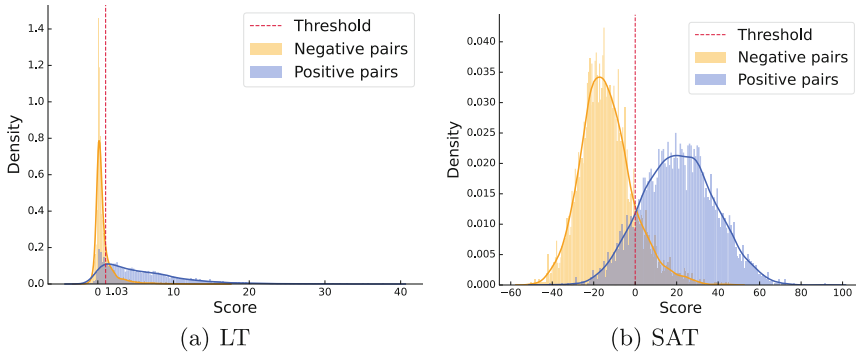 Threshold
Negative pairs
Positive pairs
Density
1.4
1.2
1.0
0.8
0.6
0.4
0.2
0.0
0 1.03 10 20 30 40
Score
(a) LT
Threshold
Negative pairs
Positive pairs
Density
0.040
0.035
0.030
0.025
0.020
0.015
0.010
0.005
0.000
−60 −40 −20 0 20 40 60 80 100
Score
(b) SAT